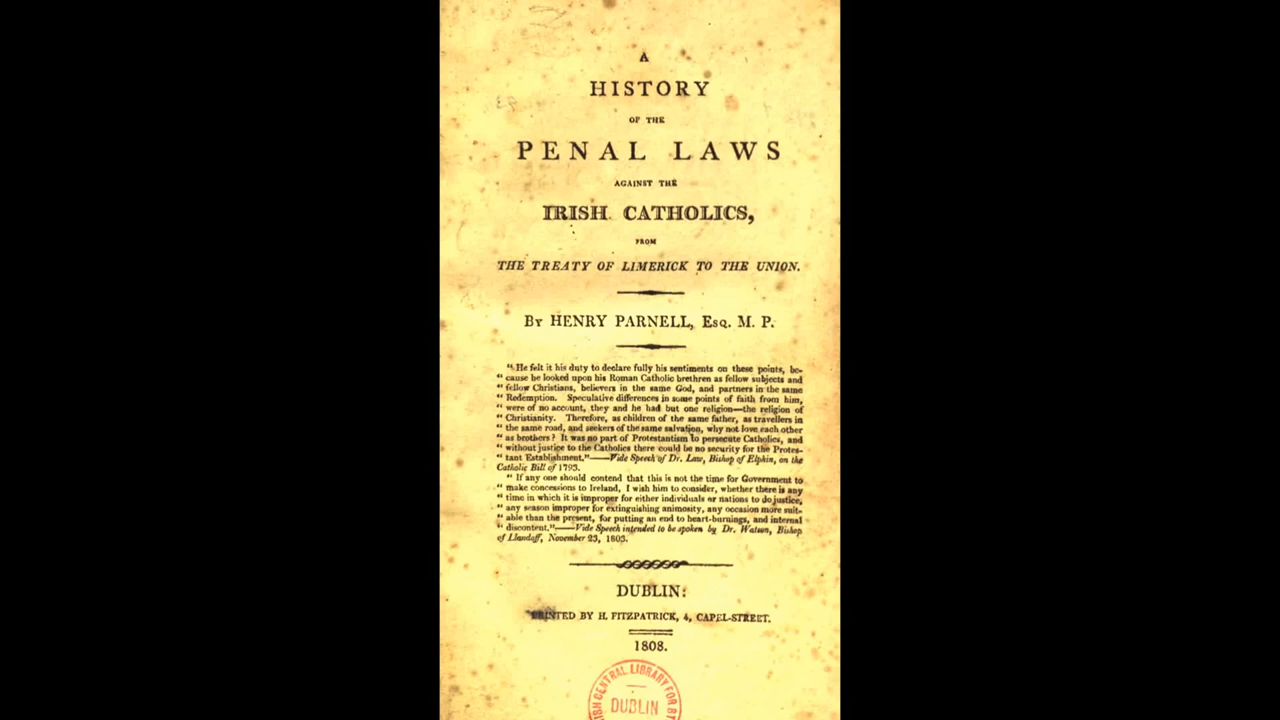 A
HISTORY
OF THE
PENAL LAWS
AGAINST THE
IRISH CATHOLICS,
FROM
THE TREATY OF LIMERICK TO THE UNION.
BY HENRY PARNELL, ESQ. M. P.
" He felt it his duty to declare fully his sentiments on these points, be-
" cause he looked upon his Roman Catholic brethren as fellow subjects and
" fellow Christians, believers in the same God, and partners in the same
" Redemption. Speculative differences in some points of faith from him,
" were of no account, they and he had but one religion—the religion of
" Christianity. Therefore, as children of the same father, as travellers in
" the same road, and seekers of the same salvation, why not love each other
" as brothers? It was no part of Protestantism to persecute Catholics, and
" without justice to the Catholics there could be no security for the Protes-
" tant Establishment."——Vide Speech of Dr. Law, Bishop of Elphin, on the
Catholic Bill of 1793.
" If any one should contend that this is not the time for Government to
" make concessions to Ireland, I wish him to consider, whether there is any
" time in which it is improper for either individuals or nations to do justice,
" any season improper for extinguishing animosity, any occasion more suit-
" able than the present, for putting an end to heart-burnings, and internal
" discontent."——Vide Speech intended to be spoken by Dr. Watson, Bishop
of Llandaff, November 23, 1803.
DUBLIN:
PRINTED BY H. FITZPATRICK, 4, CAPEL-STREET.
1808.
CENTRAL LIBRARY FOR
DUBLIN